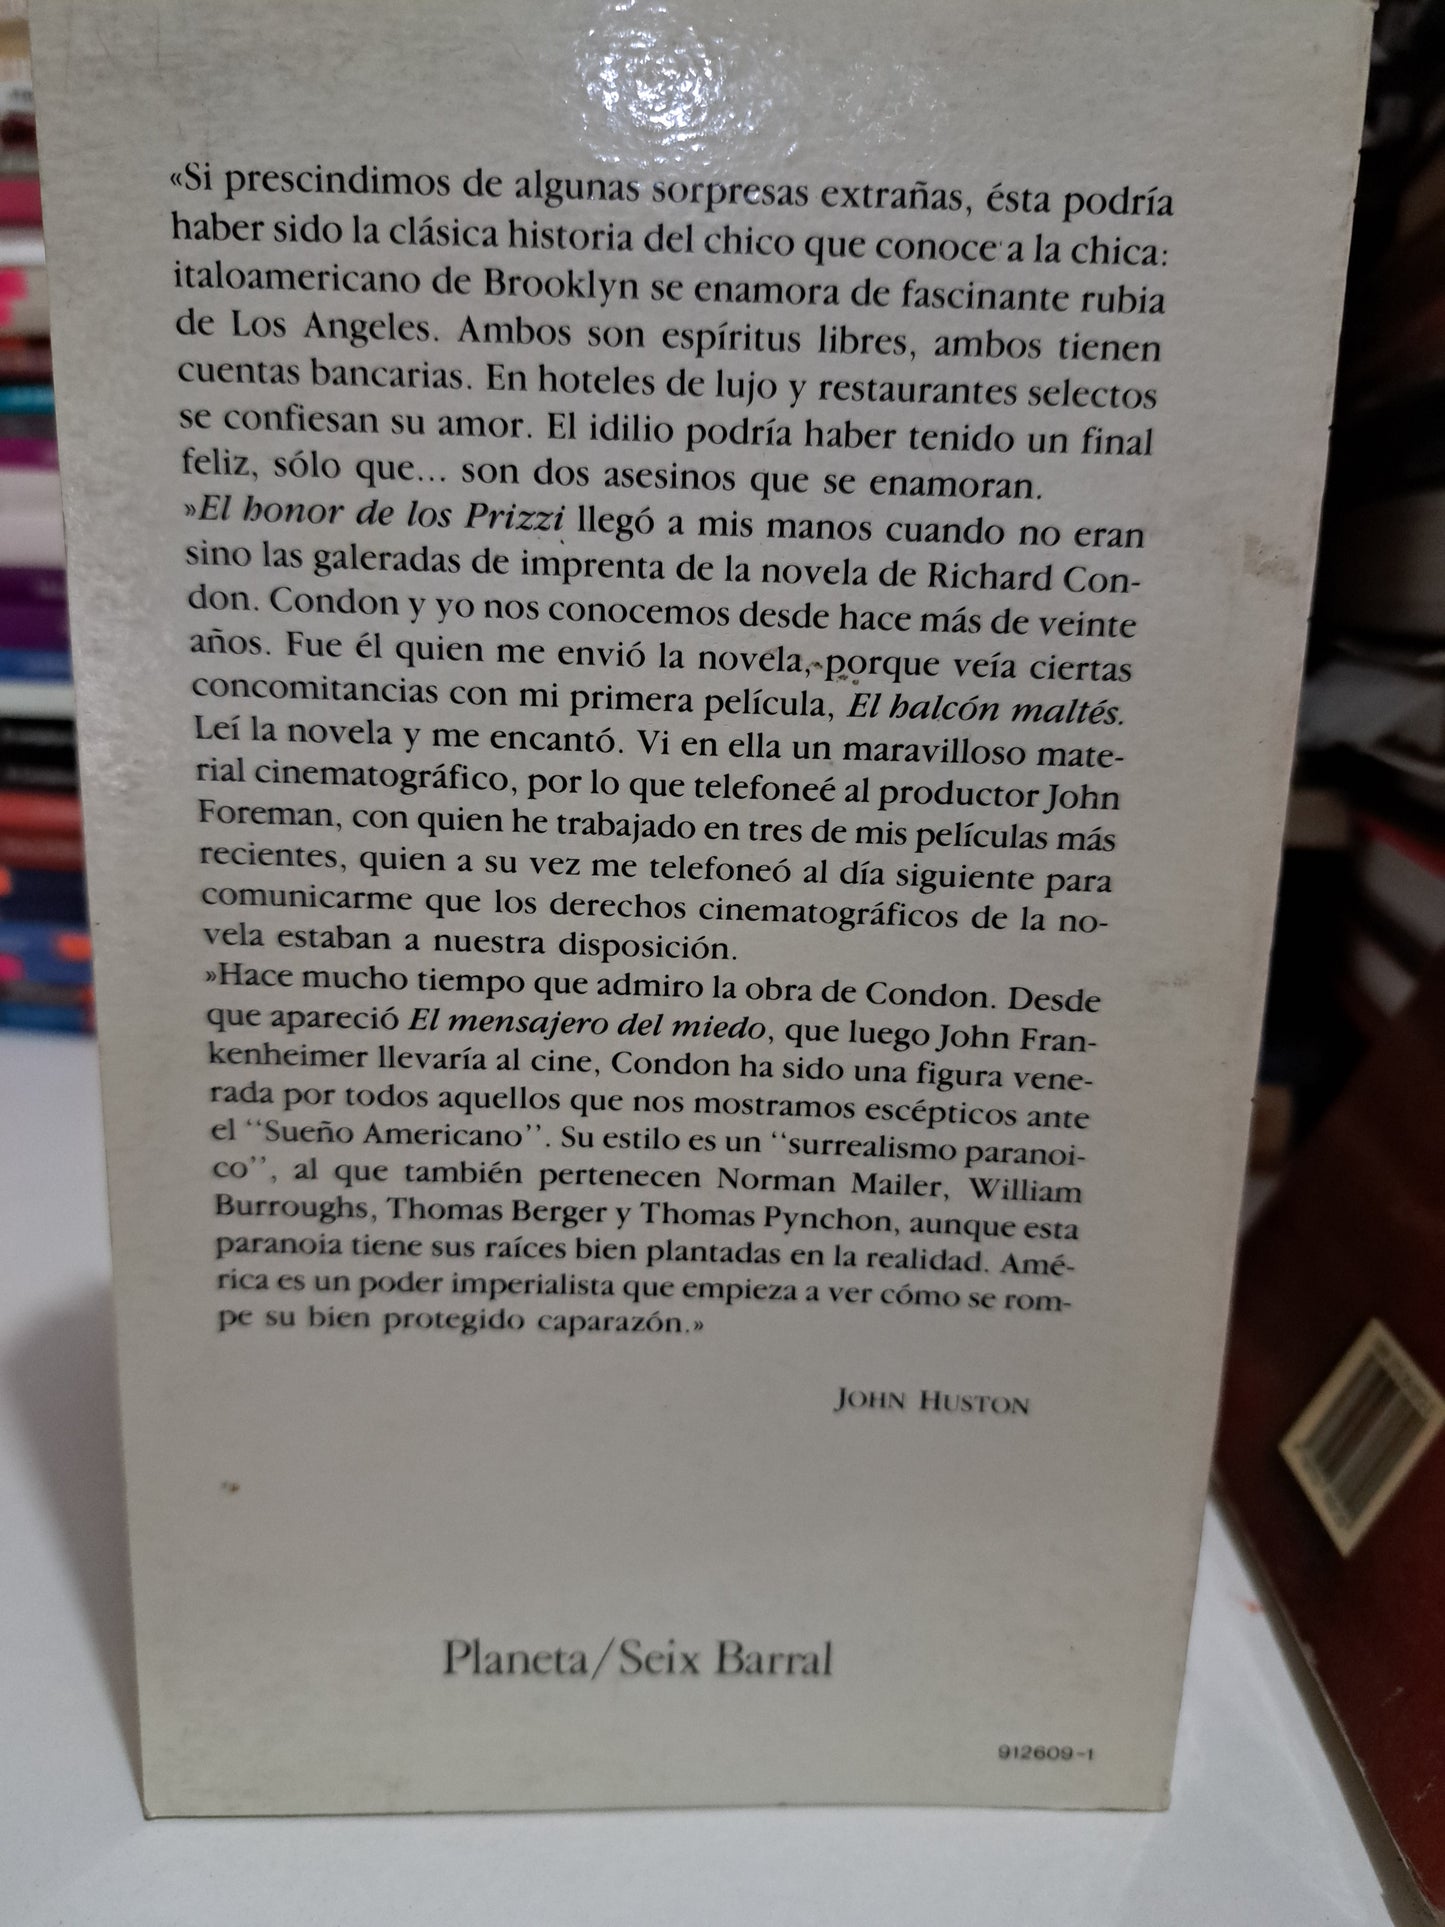 «Si prescindimos de algunas sorpresas extrañas, ésta podría
haber sido la clásica historia del chico que conoce a la chica:
italoamericano de Brooklyn se enamora de fascinante rubia
de Los Angeles. Ambos son espíritus libres, ambos tienen
cuentas bancarias. En hoteles de lujo y restaurantes selectos
se confiesan su amor. El idilio podría haber tenido un final
feliz, sólo que... son dos asesinos que se enamoran.
»El honor de los Prizzi llegó a mis manos cuando no eran
sino las galeradas de imprenta de la novela de Richard Con-
don. Condon y yo nos conocemos desde hace más de veinte
años. Fue él quien me envió la novela, porque veía ciertas
concomitancias con mi primera película, El halcón maltés.
Leí la novela y me encantó. Vi en ella un maravilloso mate-
rial cinematográfico, por lo que telefoneé al productor John
Foreman, con quien he trabajado en tres de mis películas más
recientes, quien a su vez me telefoneó al día siguiente para
comunicarme que los derechos cinematográficos de la no-
vela estaban a nuestra disposición.
»Hace mucho tiempo que admiro la obra de Condon. Desde
que apareció El mensajero del miedo, que luego John Fran-
kenheimer llevaría al cine, Condon ha sido una figura vene-
rada por todos aquellos que nos mostramos escépticos ante
el “Sueño Americano”. Su estilo es un “surrealismo paranoi-
co”, al que también pertenecen Norman Mailer, William
Burroughs, Thomas Berger y Thomas Pynchon, aunque esta
paranoia tiene sus raíces bien plantadas en la realidad. Amé-
rica es un poder imperialista que empieza a ver cómo se rom-
pe su bien protegido caparazón.»
JOHN HUSTON
Planeta/Seix Barral
912609-1